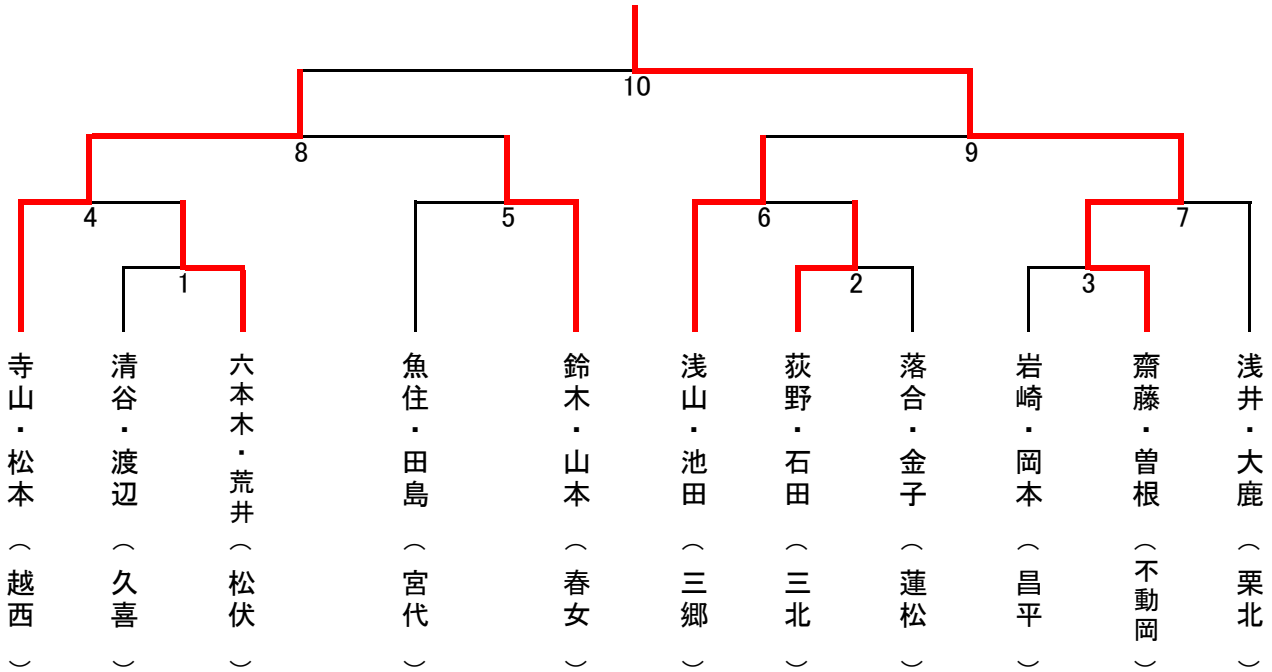 10
8
9
4
5
6
7
1
2
3
寺山・松本（越西）
清谷・渡辺（久喜）
六本木・荒井（松伏）
魚住・田島（宮代）
鈴木・山本（春女）
浅山・池田（三郷）
荻野・石田（三北）
落合・金子（蓮松）
岩崎・岡本（昌平）
齋藤・曽根（不動岡）
浅井・大鹿（栗北）